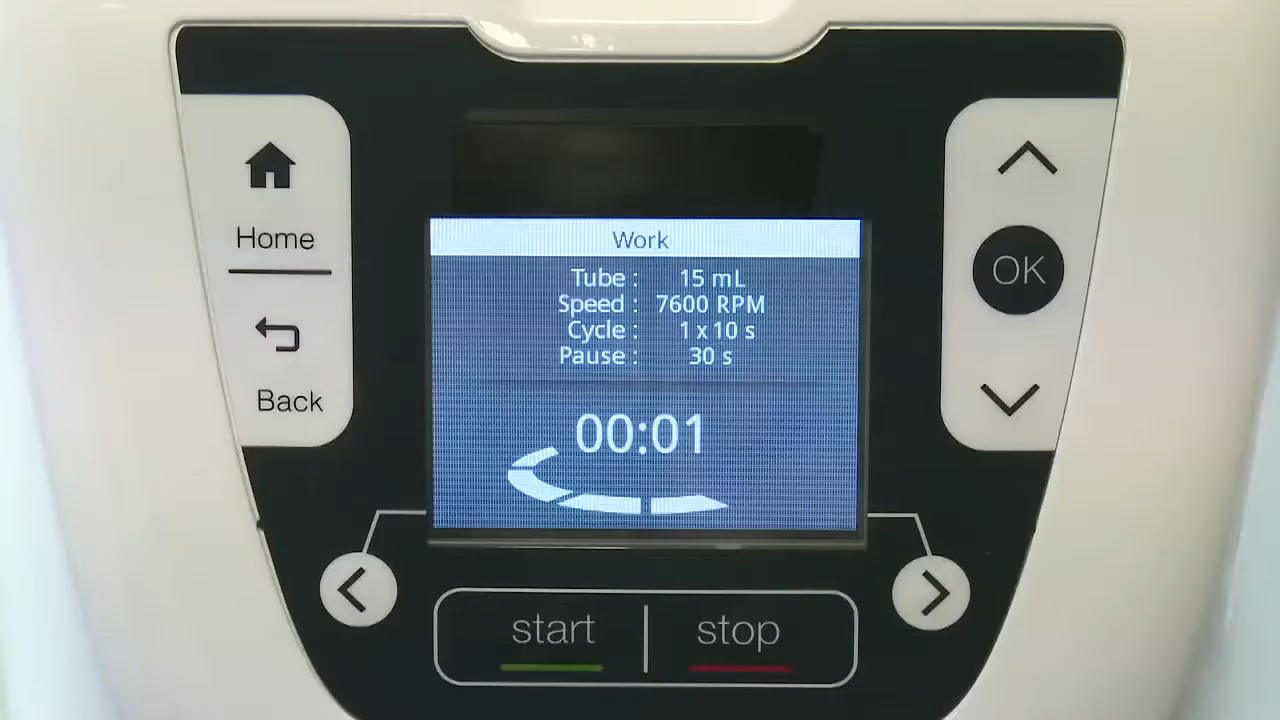 Home
Back
Work
Tube : 15 mL
Speed : 7600 RPM
Cycle : 1 x 10 s
Pause : 30 s
00:01
OK
start
stop